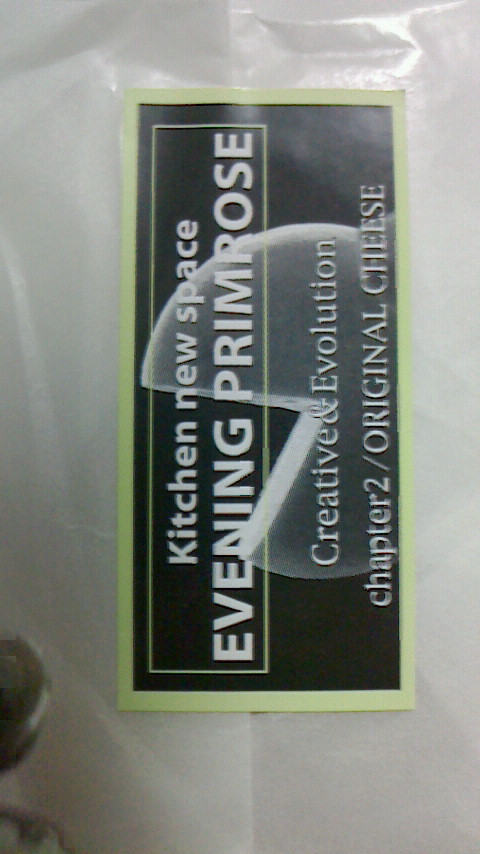 Kitchen new space
EVENING PRIMROSE
Creative & Evolution
chapter2 / ORIGINAL CHEESE